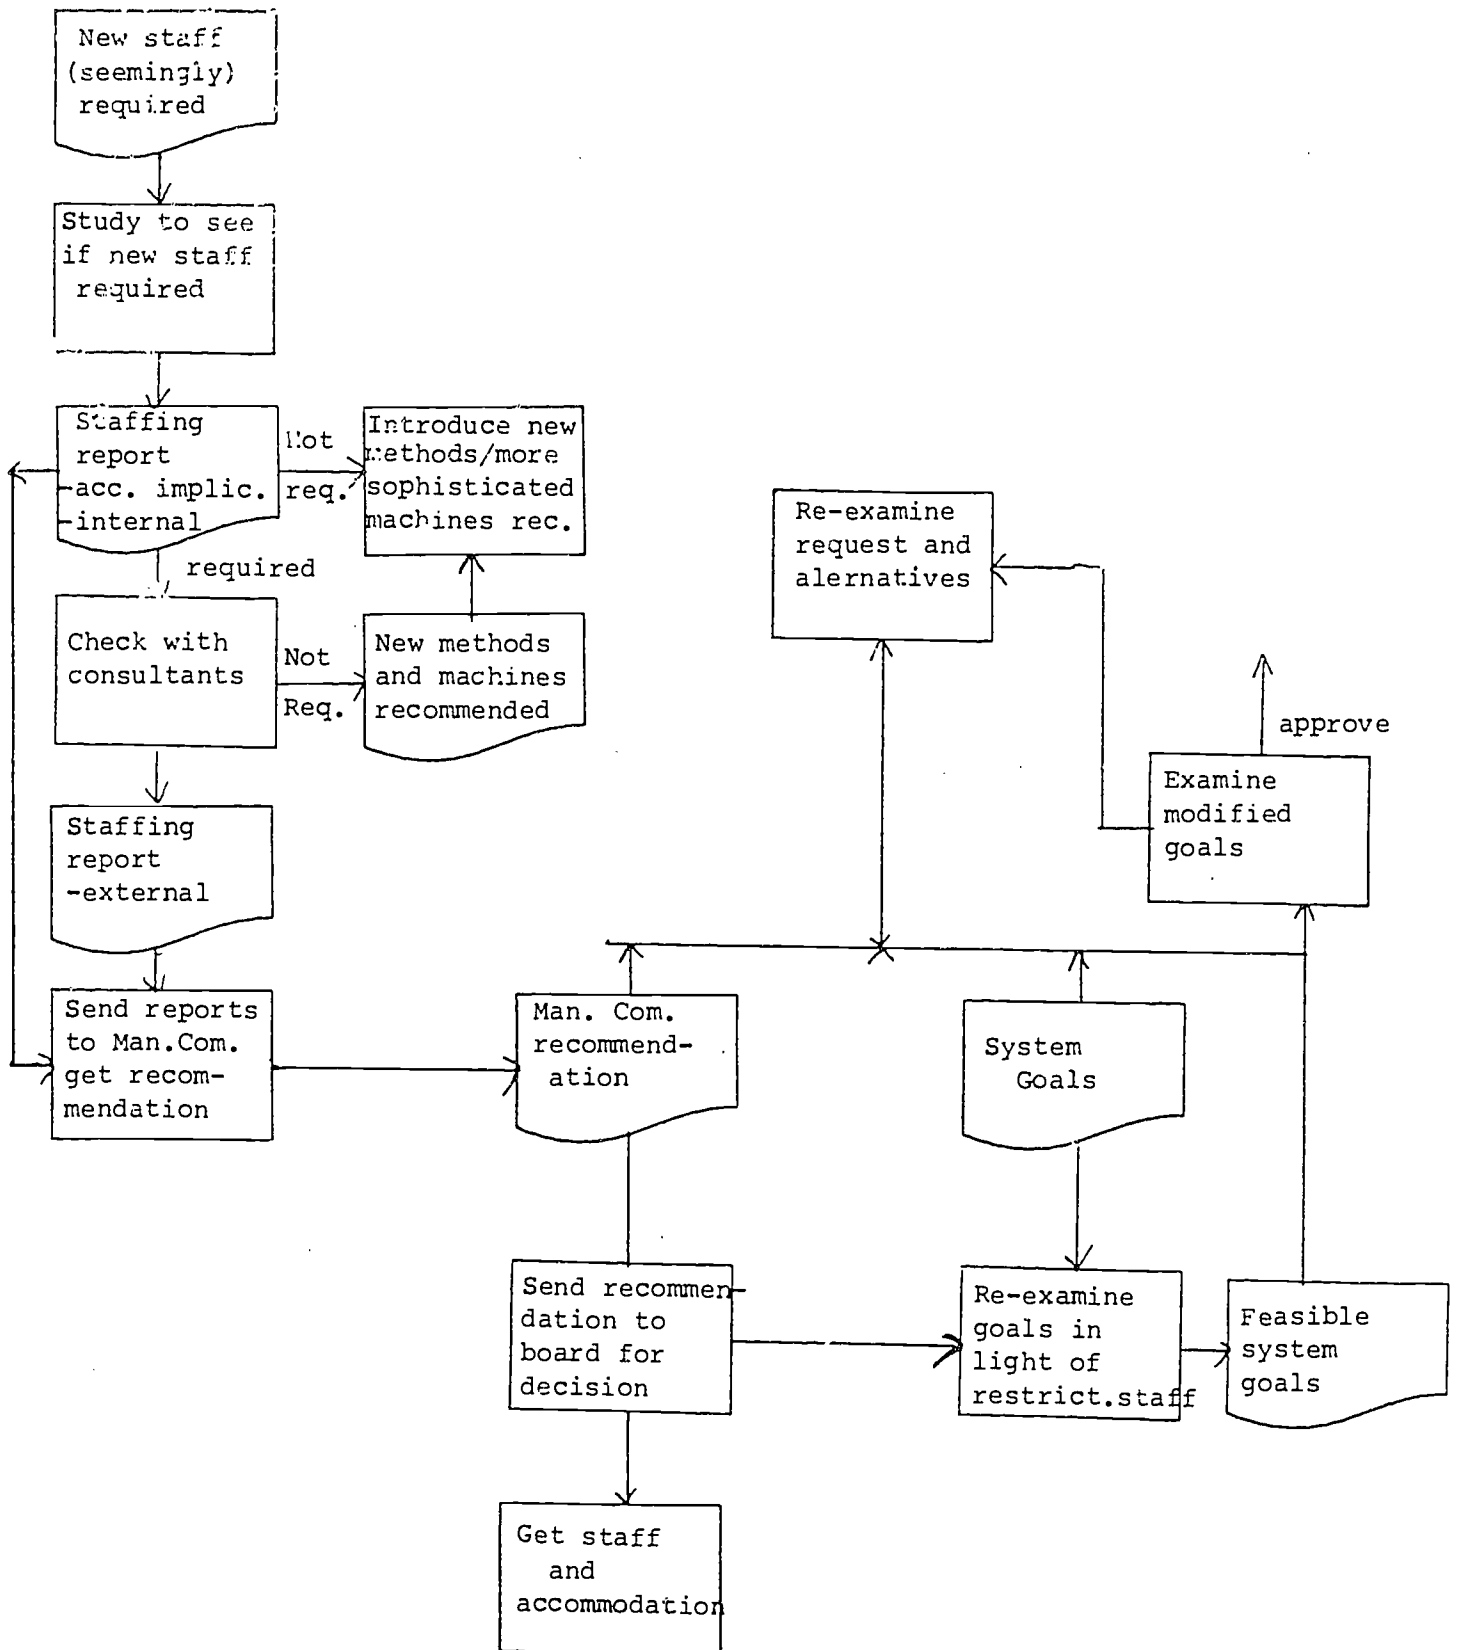 New staff
(seemingly)
required
Study to see
if new staff
required
Staffing
report
-acc. implic.
-internal
Not
req.
Introduce new
methods/more
sophisticated
machines rec.
required
Check with
consultants
Not
Req.
New methods
and machines
recommended
Staffing
report
-external
Send reports
to Man.Com.
get recom-
mendation
Man. Com.
recommend-
ation
Send recommen-
dation to
board for
decision
Get staff
and
accommodation
Re-examine
request and
alernatives
approve
Examine
modified
goals
System
Goals
Re-examine
goals in
light of
restrict.staff
Feasible
system
goals